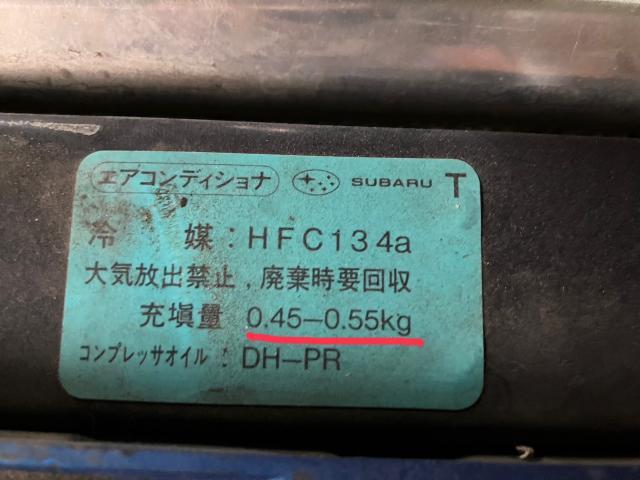 エアコンディショナ SUBARU T
冷 媒：HFC134a
大気放出禁止，廃棄時要回収
充塡量 0.45-0.55kg
コンプレッサオイル：DH-PR